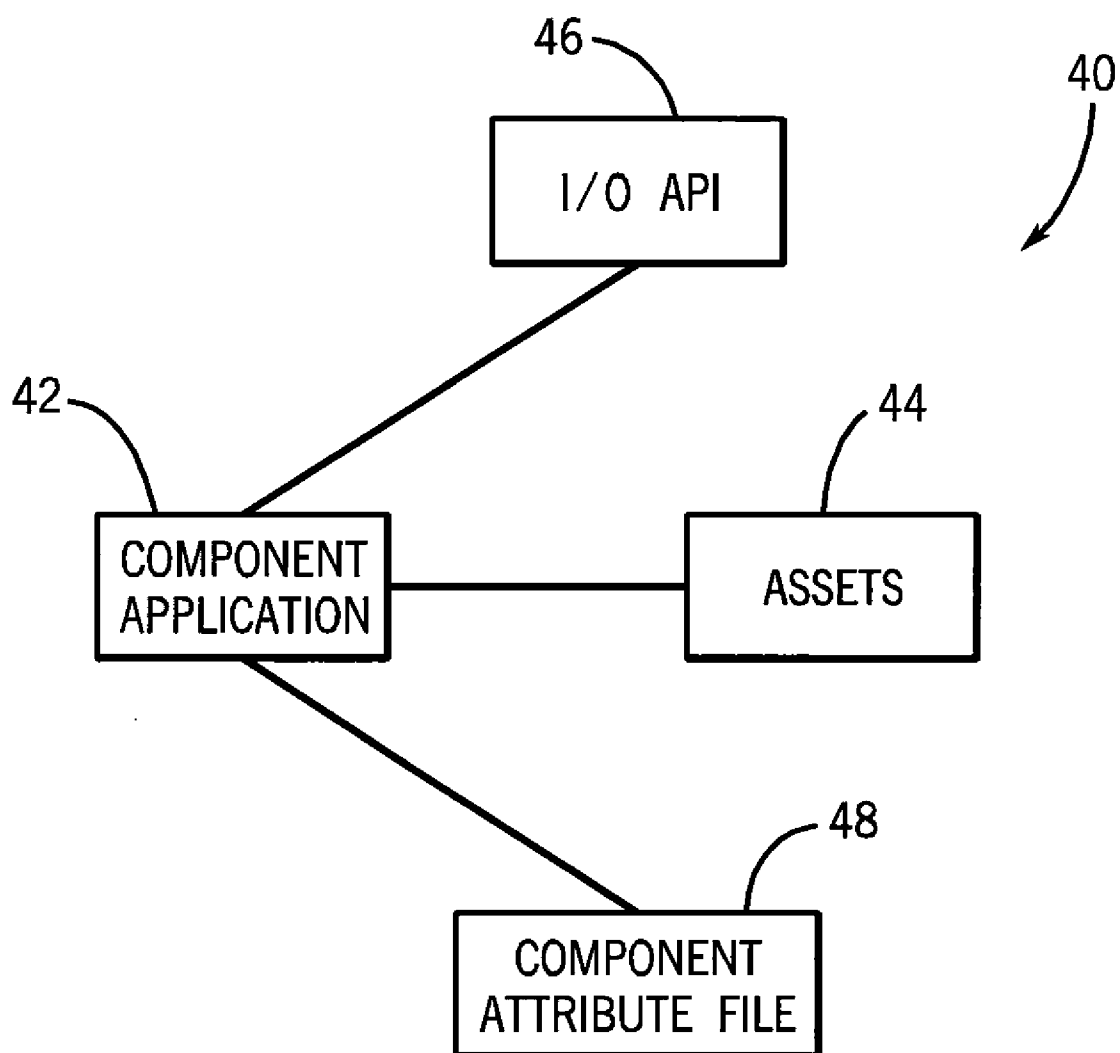 46
40
I/O API
42
44
COMPONENT
APPLICATION
ASSETS
48
COMPONENT
ATTRIBUTE FILE